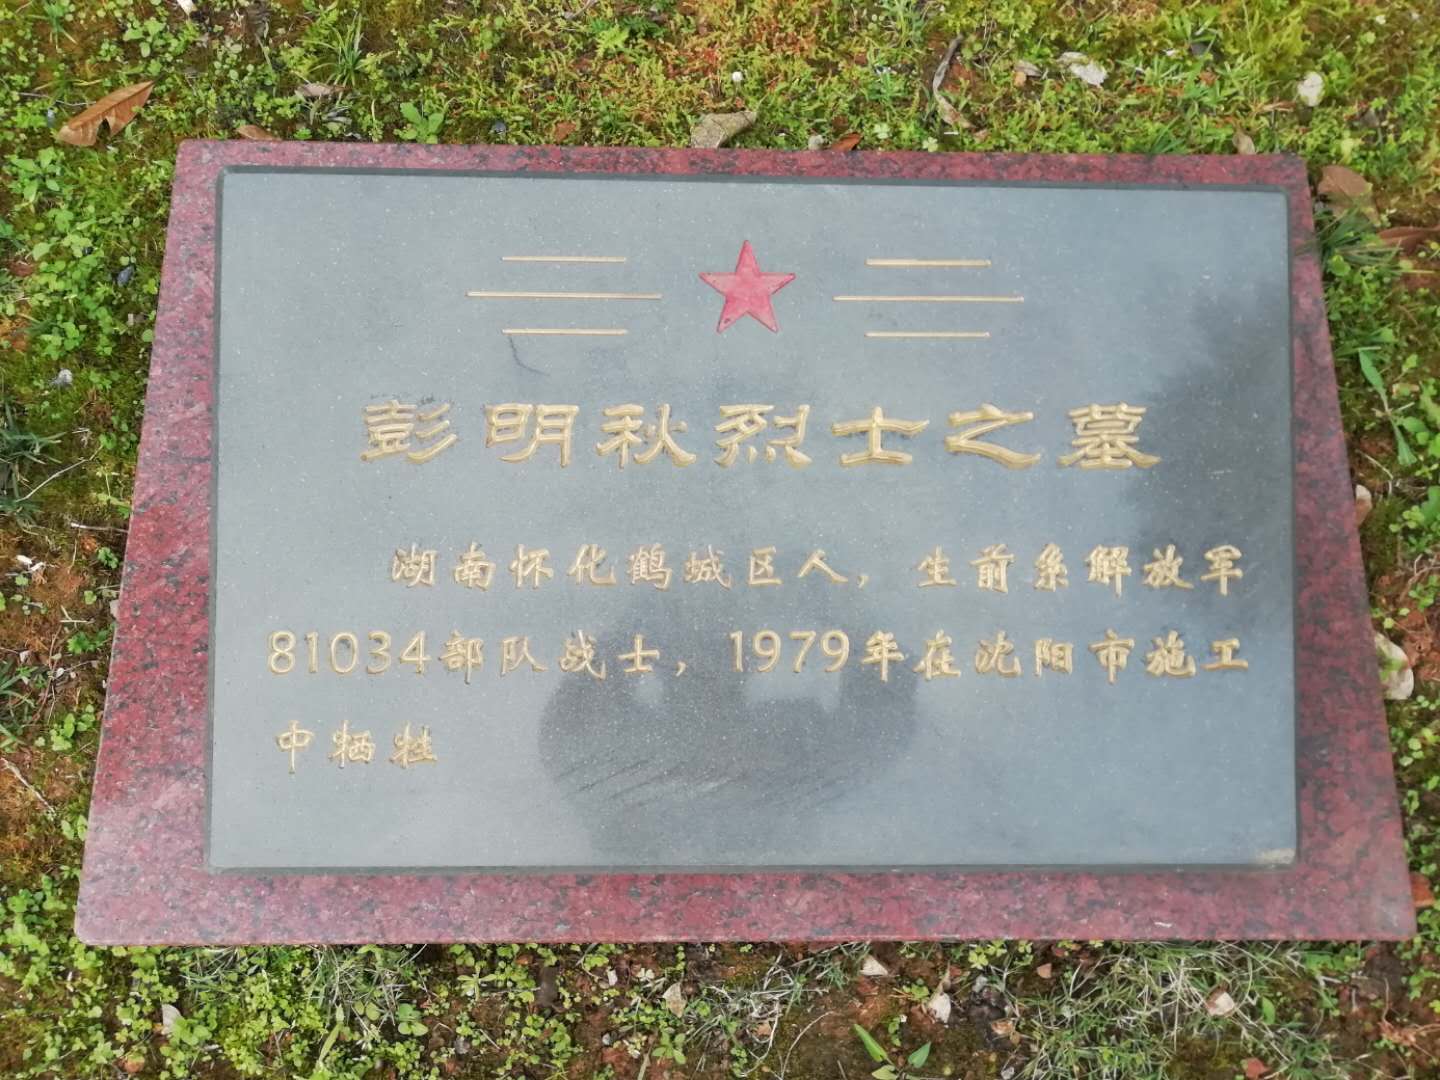 彭明秋烈士之墓
湖南怀化鹤城区人，生前系解放军
81034部队战士，1979年在沈阳市施工
中牺牲